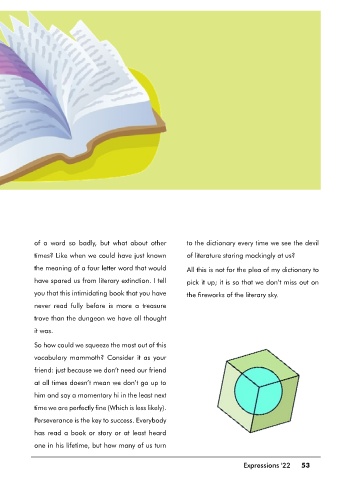 of a word so badly, but what about other
times? Like when we could have just known
the meaning of a four letter word that would
have spared us from literary extinction. I tell
you that this intimidating book that you have
never read fully before is more a treasure
trove than the dungeon we have all thought
it was.
So how could we squeeze the most out of this
vocabulary mammoth? Consider it as your
friend: just because we don't need our friend
at all times doesn't mean we don't go up to
him and say a momentary hi in the least next
time we are perfectly fine (Which is less likely).
Perseverance is the key to success. Everybody
has read a book or story or at least heard
one in his lifetime, but how many of us turn
to the dictionary every time we see the devil
of literature staring mockingly at us?
All this is not for the plea of my dictionary to
pick it up; it is so that we don't miss out on
the fireworks of the literary sky.
Expressions '22 53